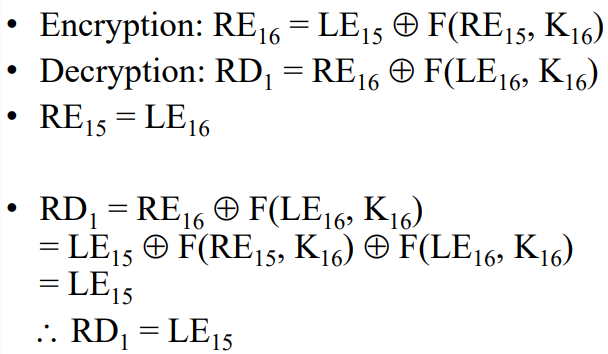 • Encryption: RE₁₆ = LE₁₅ ⊕ F(RE₁₅, K₁₆)
• Decryption: RD₁ = RE₁₆ ⊕ F(LE₁₆, K₁₆)
• RE₁₅ = LE₁₆
• RD₁ = RE₁₆ ⊕ F(LE₁₆, K₁₆)
= LE₁₅ ⊕ F(RE₁₅, K₁₆) ⊕ F(LE₁₆, K₁₆)
= LE₁₅
∴ RD₁ = LE₁₅